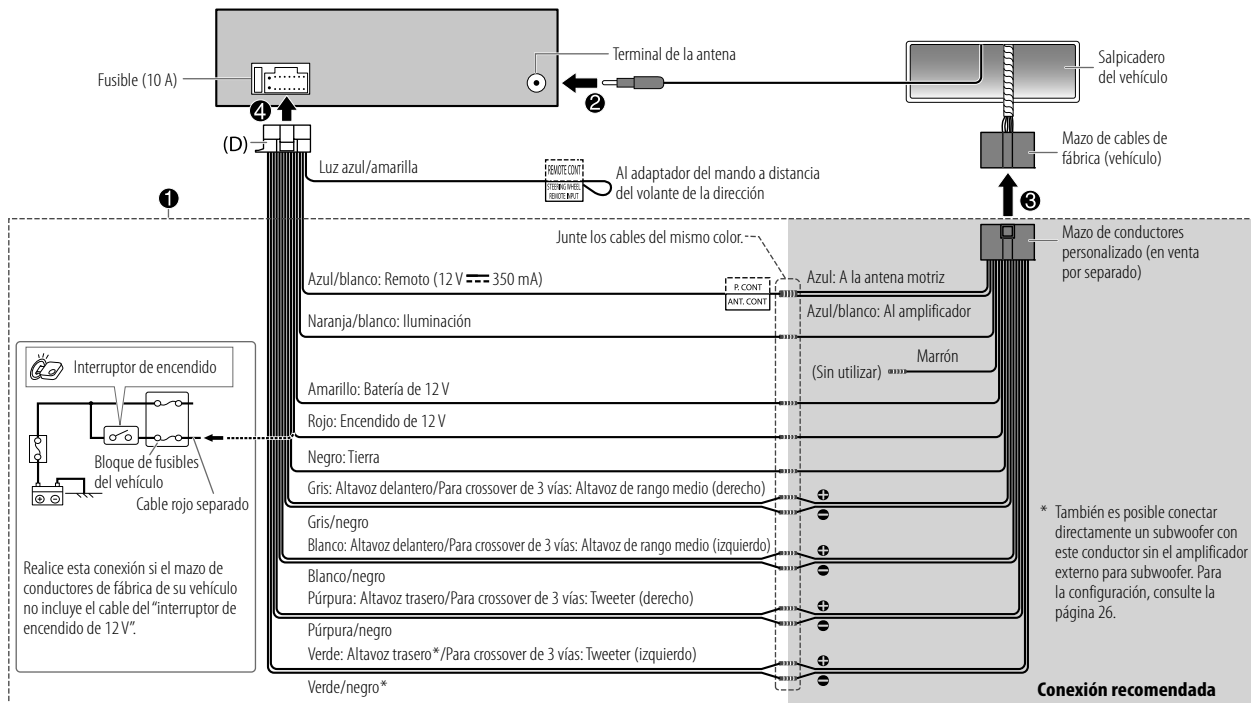 Terminal de la antena
Fusible (10 A)
Salpicadero
del vehículo
❷
❹
(D)
Mazo de cables de
fábrica (vehículo)
Luz azul/amarilla
REMOTE CONT
STEERING WHEEL
REMOTE INPUT
Al adaptador del mando a distancia
del volante de la dirección
❶
❸
Junte los cables del mismo color.
Mazo de conductores
personalizado (en venta
por separado)
Azul/blanco: Remoto (12 V 350 mA)
P. CONT
ANT. CONT
Azul: A la antena motriz
Azul/blanco: Al amplificador
Naranja/blanco: Iluminación
Marrón
(Sin utilizar)
Interruptor de encendido
Bloque de fusibles
del vehículo
Cable rojo separado
Realice esta conexión si el mazo de
conductores de fábrica de su vehículo
no incluye el cable del “interruptor de
encendido de 12 V”.
Amarillo: Batería de 12 V
Rojo: Encendido de 12 V
Negro: Tierra
Gris: Altavoz delantero/Para crossover de 3 vías: Altavoz de rango medio (derecho)
Gris/negro
Blanco: Altavoz delantero/Para crossover de 3 vías: Altavoz de rango medio (izquierdo)
Blanco/negro
Púrpura: Altavoz trasero/Para crossover de 3 vías: Tweeter (derecho)
Púrpura/negro
Verde: Altavoz trasero*/Para crossover de 3 vías: Tweeter (izquierdo)
Verde/negro*
* También es posible conectar
directamente un subwoofer con
este conductor sin el amplificador
externo para subwoofer. Para
la configuración, consulte la
página 26.
Conexión recomendada